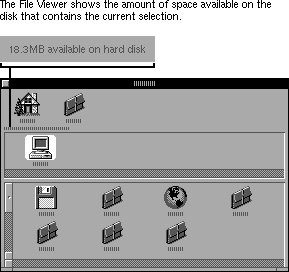 The File Viewer shows the amount of space available on the
disk that contains the current selection.
18.3MB available on hard disk